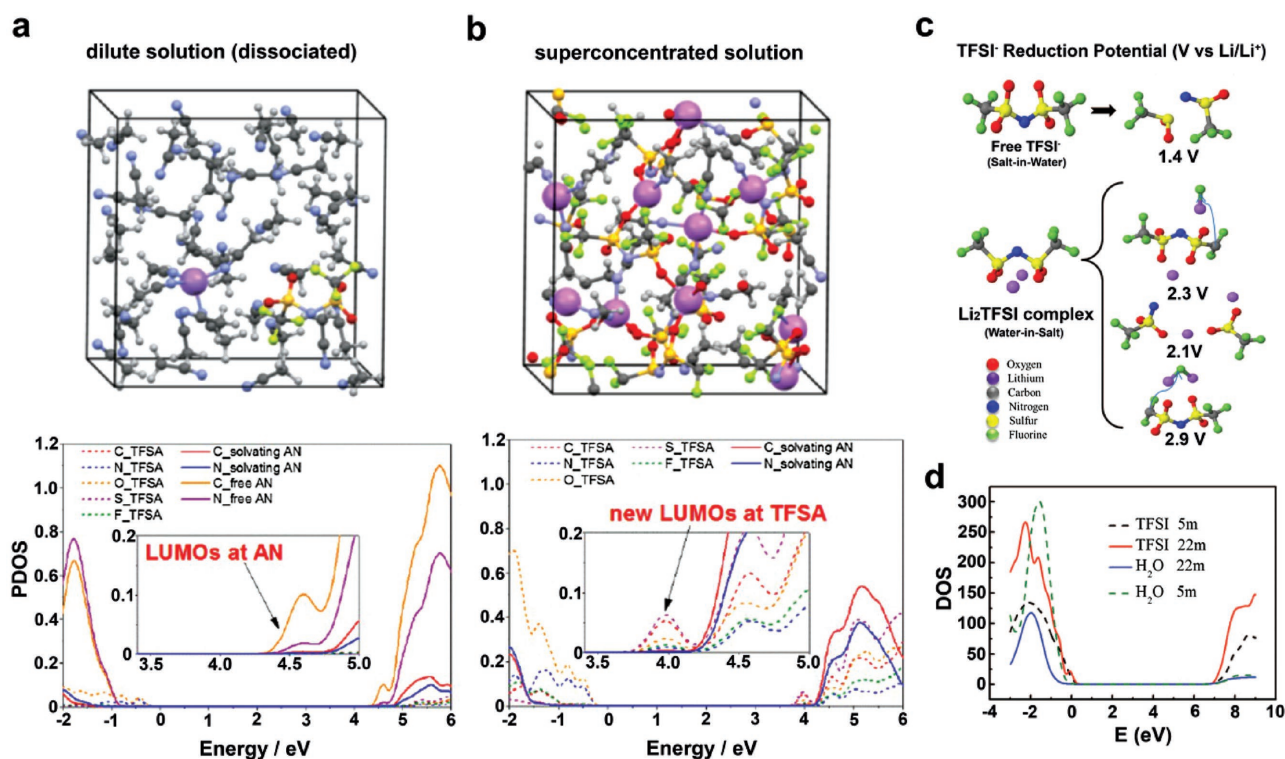 a
dilute solution (dissociated)
b
superconcentrated solution
c
TFSI- Reduction Potential (V vs Li/Li+)
Free TFSI-
(Salt-in-Water)
1.4 V
2.3 V
Li2TFSI complex
(Water-in-Salt)
2.1V
Oxygen
Lithium
Carbon
Nitrogen
Sulfur
Fluorine
2.9 V
1.2
1.0
0.8
0.6
0.4
0.2
0
PDOS
C_TFSA
N_TFSA
O_TFSA
S_TFSA
F_TFSA
C_solvating AN
N_solvating AN
C_free AN
N_free AN
0.2
0.1
0
LUMOs at AN
3.5 4.0 4.5 5.0
-2 -1 0 1 2 3 4 5 6
Energy / eV
1.2
1.0
0.8
0.6
0.4
0.2
0
C_TFSA
N_TFSA
O_TFSA
S_TFSA
F_TFSA
C_solvating AN
N_solvating AN
new LUMOs at TFSA
0.2
0.1
0
3.5 4.0 4.5 5.0
-2 -1 0 1 2 3 4 5 6
Energy / eV
d
300
250
200
150
100
50
0
DOS
TFSI 5m
TFSI 22m
H2O 22m
H2O 5m
-4 -2 0 2 4 6 8 10
E (eV)